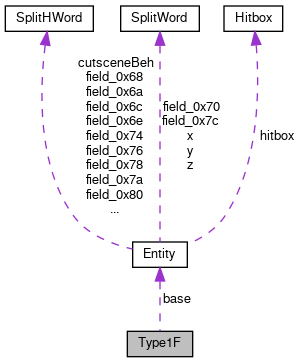 SplitHWord
SplitWord
Hitbox
cutsceneBeh
field_0x68
field_0x6a
field_0x6c
field_0x6e
field_0x74
field_0x76
field_0x78
field_0x7a
field_0x80
...
field_0x70
field_0x7c
x
y
z
hitbox
Entity
base
Type1F